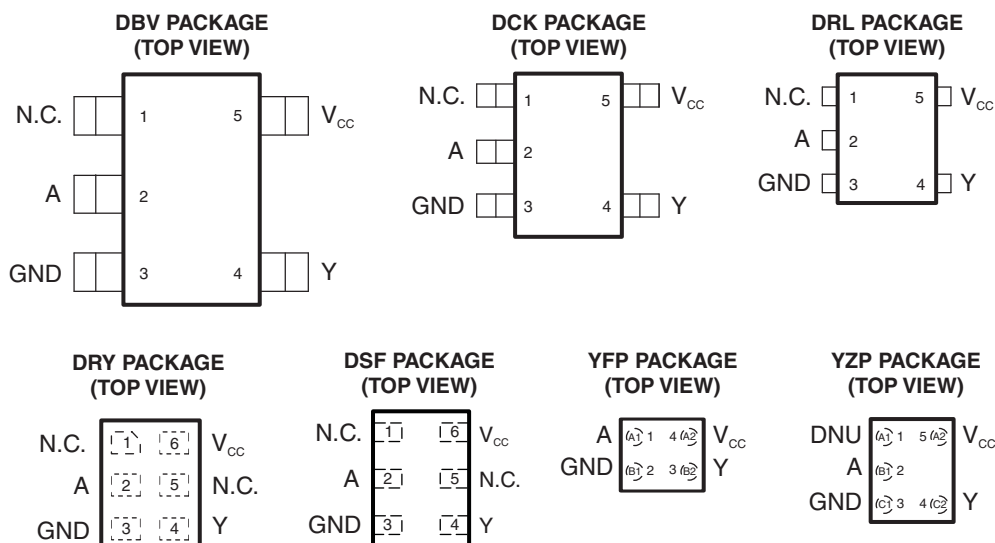 DBV PACKAGE
(TOP VIEW)
N.C. 1 5 VCC
A 2
GND 3 4 Y
DCK PACKAGE
(TOP VIEW)
N.C. 1 5 VCC
A 2
GND 3 4 Y
DRL PACKAGE
(TOP VIEW)
N.C. 1 5 VCC
A 2
GND 3 4 Y
DRY PACKAGE
(TOP VIEW)
N.C. 1 6 VCC
A 2 5 N.C.
GND 3 4 Y
DSF PACKAGE
(TOP VIEW)
N.C. 1 6 VCC
A 2 5 N.C.
GND 3 4 Y
YFP PACKAGE
(TOP VIEW)
A A1 1 4 A2 VCC
GND B1 2 3 B2 Y
YZP PACKAGE
(TOP VIEW)
DNU A1 1 5 A2 VCC
A B1 2
GND C1 3 4 C2 Y